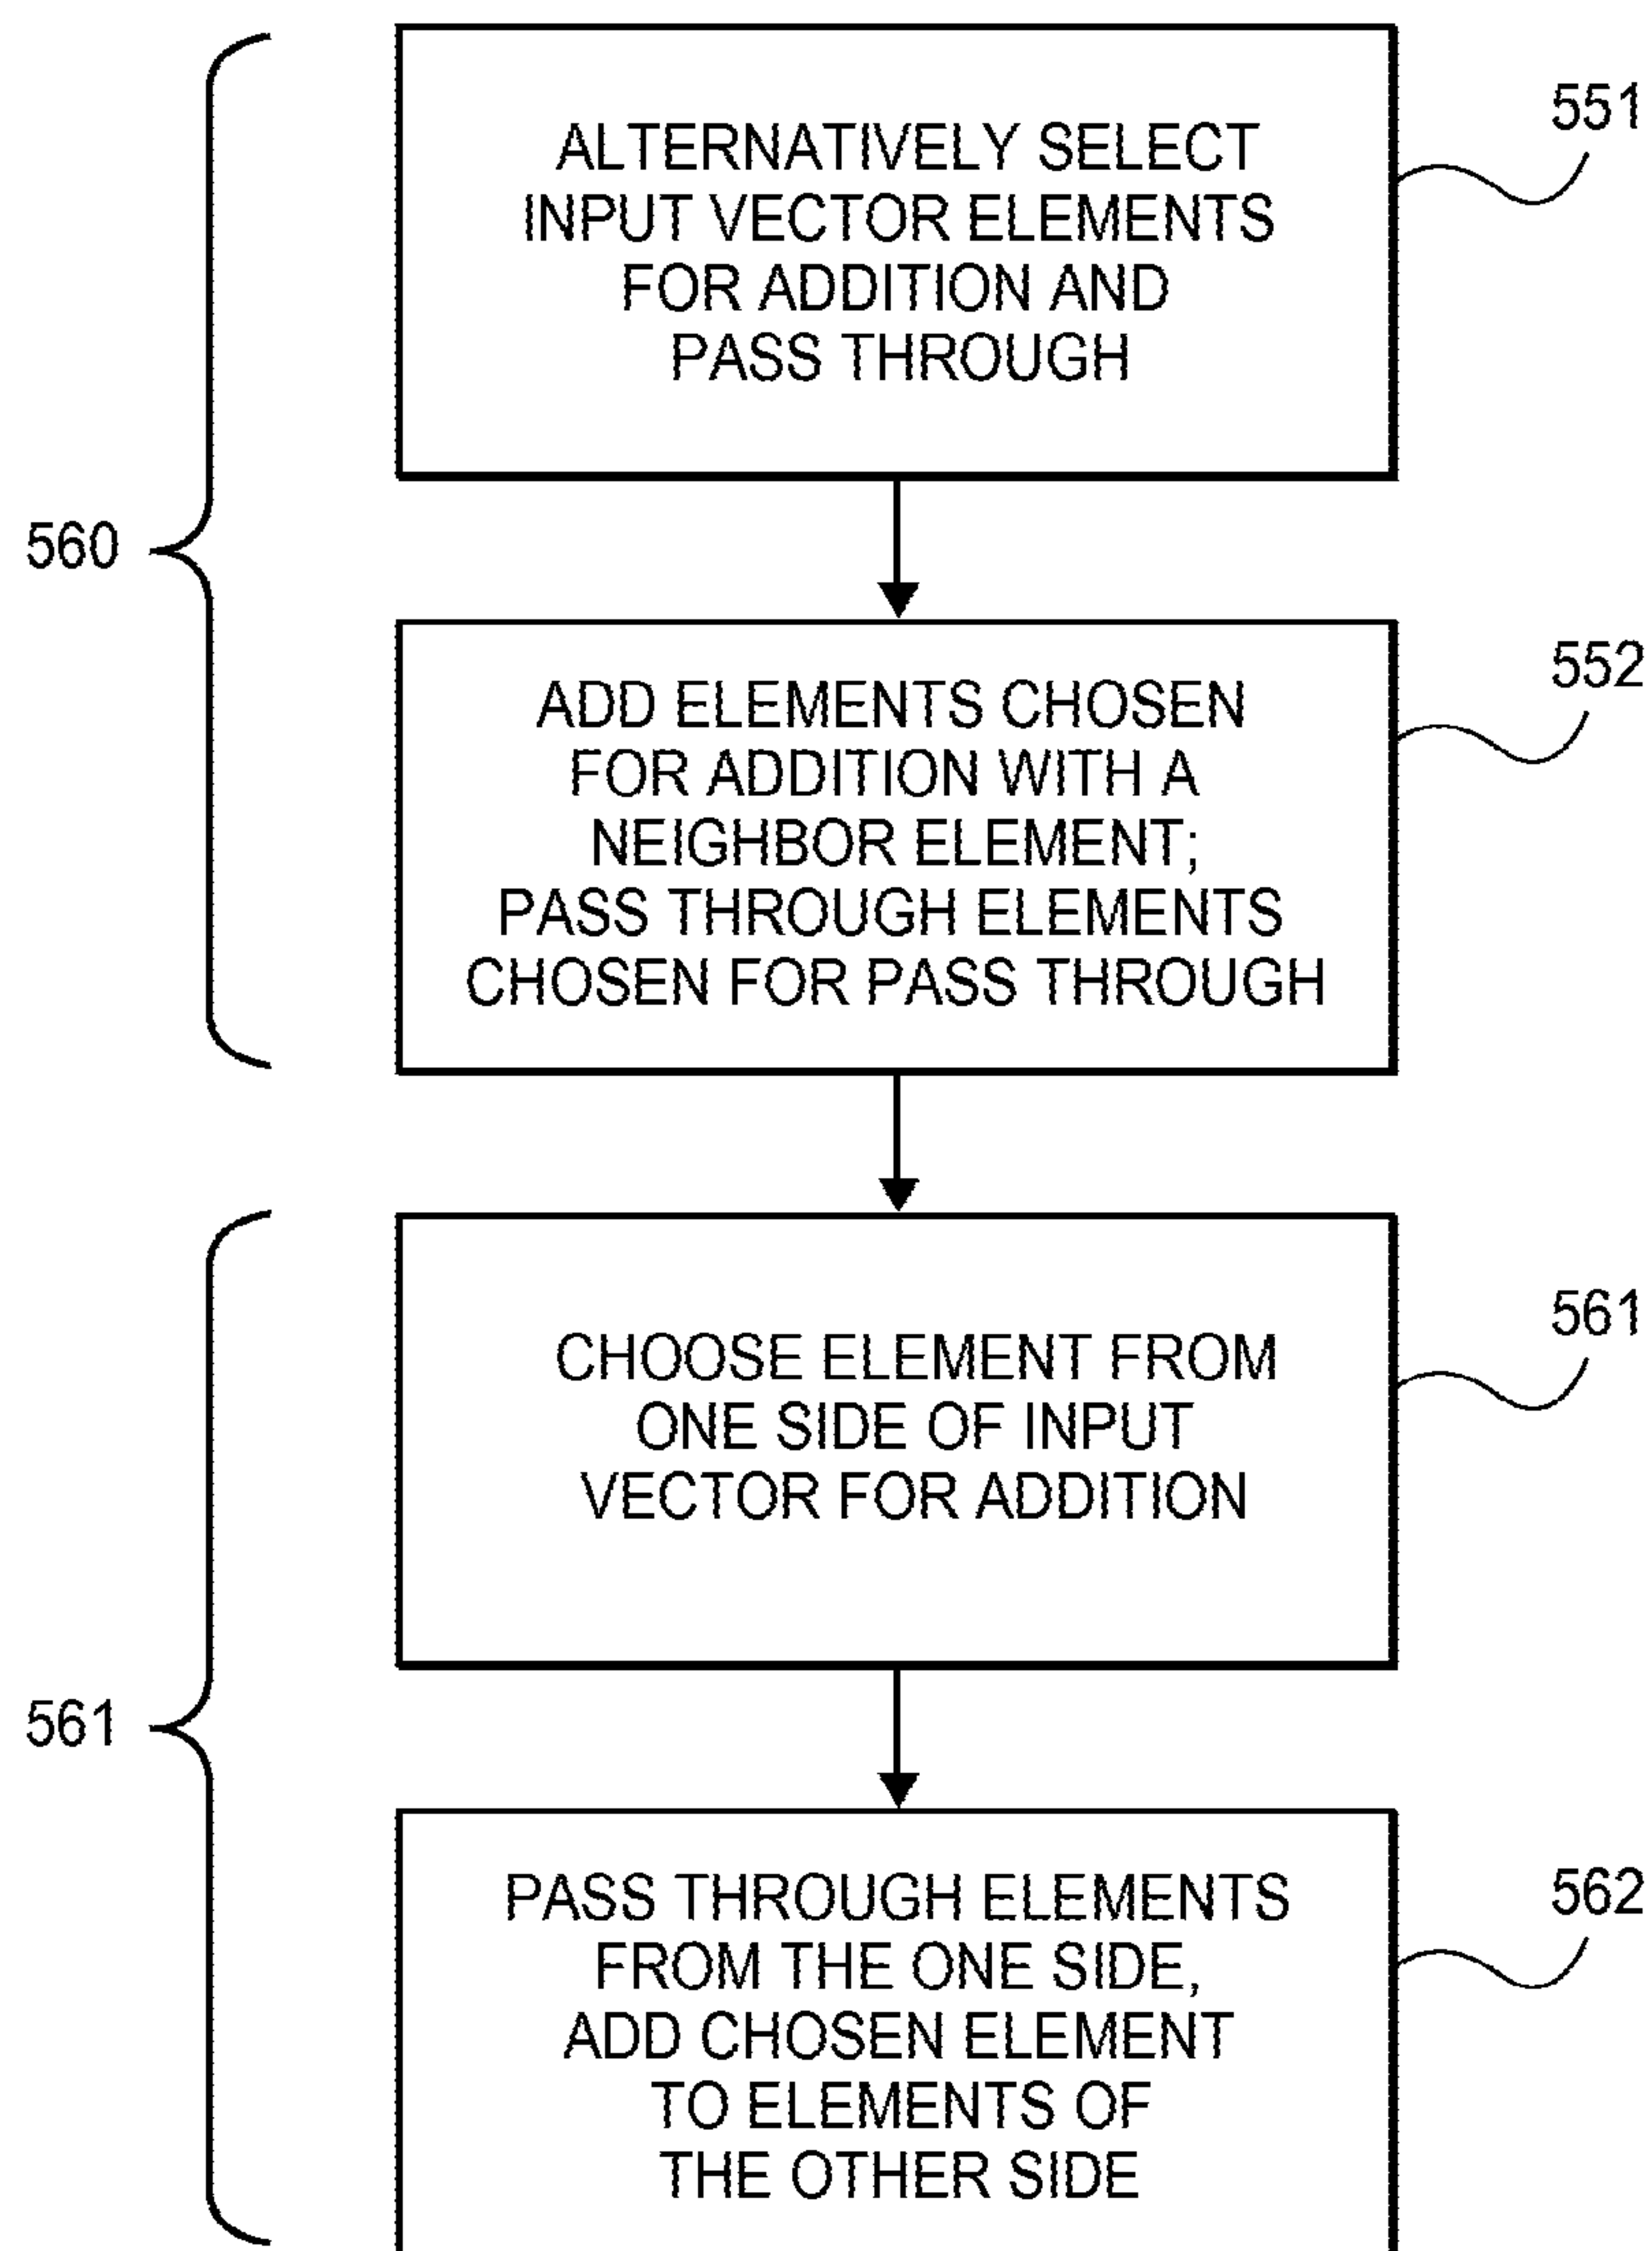 551
ALTERNATIVELY SELECT
INPUT VECTOR ELEMENTS
FOR ADDITION AND
PASS THROUGH
560
552
ADD ELEMENTS CHOSEN
FOR ADDITION WITH A
NEIGHBOR ELEMENT;
PASS THROUGH ELEMENTS
CHOSEN FOR PASS THROUGH
561
CHOOSE ELEMENT FROM
ONE SIDE OF INPUT
VECTOR FOR ADDITION
561
562
PASS THROUGH ELEMENTS
FROM THE ONE SIDE,
ADD CHOSEN ELEMENT
TO ELEMENTS OF
THE OTHER SIDE